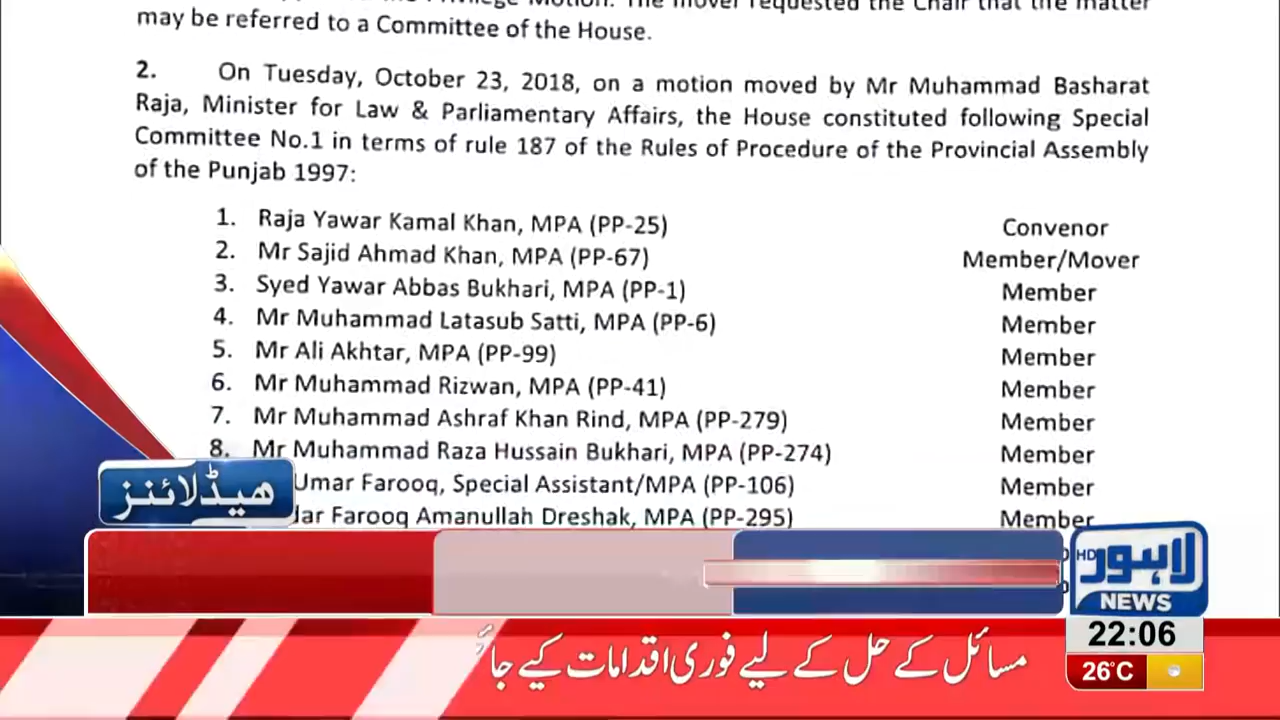 may be referred to a Committee of the House.
2. On Tuesday, October 23, 2018, on a motion moved by Mr Muhammad Basharat
Raja, Minister for Law & Parliamentary Affairs, the House constituted following Special
Committee No.1 in terms of rule 187 of the Rules of Procedure of the Provincial Assembly
of the Punjab 1997:
1. Raja Yawar Kamal Khan, MPA (PP-25) Convenor
2. Mr Sajid Ahmad Khan, MPA (PP-67) Member/Mover
3. Syed Yawar Abbas Bukhari, MPA (PP-1) Member
4. Mr Muhammad Latasub Satti, MPA (PP-6) Member
5. Mr Ali Akhtar, MPA (PP-99) Member
6. Mr Muhammad Rizwan, MPA (PP-41) Member
7. Mr Muhammad Ashraf Khan Rind, MPA (PP-279) Member
8. Mr Muhammad Raza Hussain Bukhari, MPA (PP-274) Member
Umar Farooq, Special Assistant/MPA (PP-106) Member
Farooq Amanullah Dreshak, MPA (PP-295) Member
ھیڈلائنز
HD لاہور
NEWS
22:06
26°C
مسائل کے حل کے لیے فوری اقدامات کیے